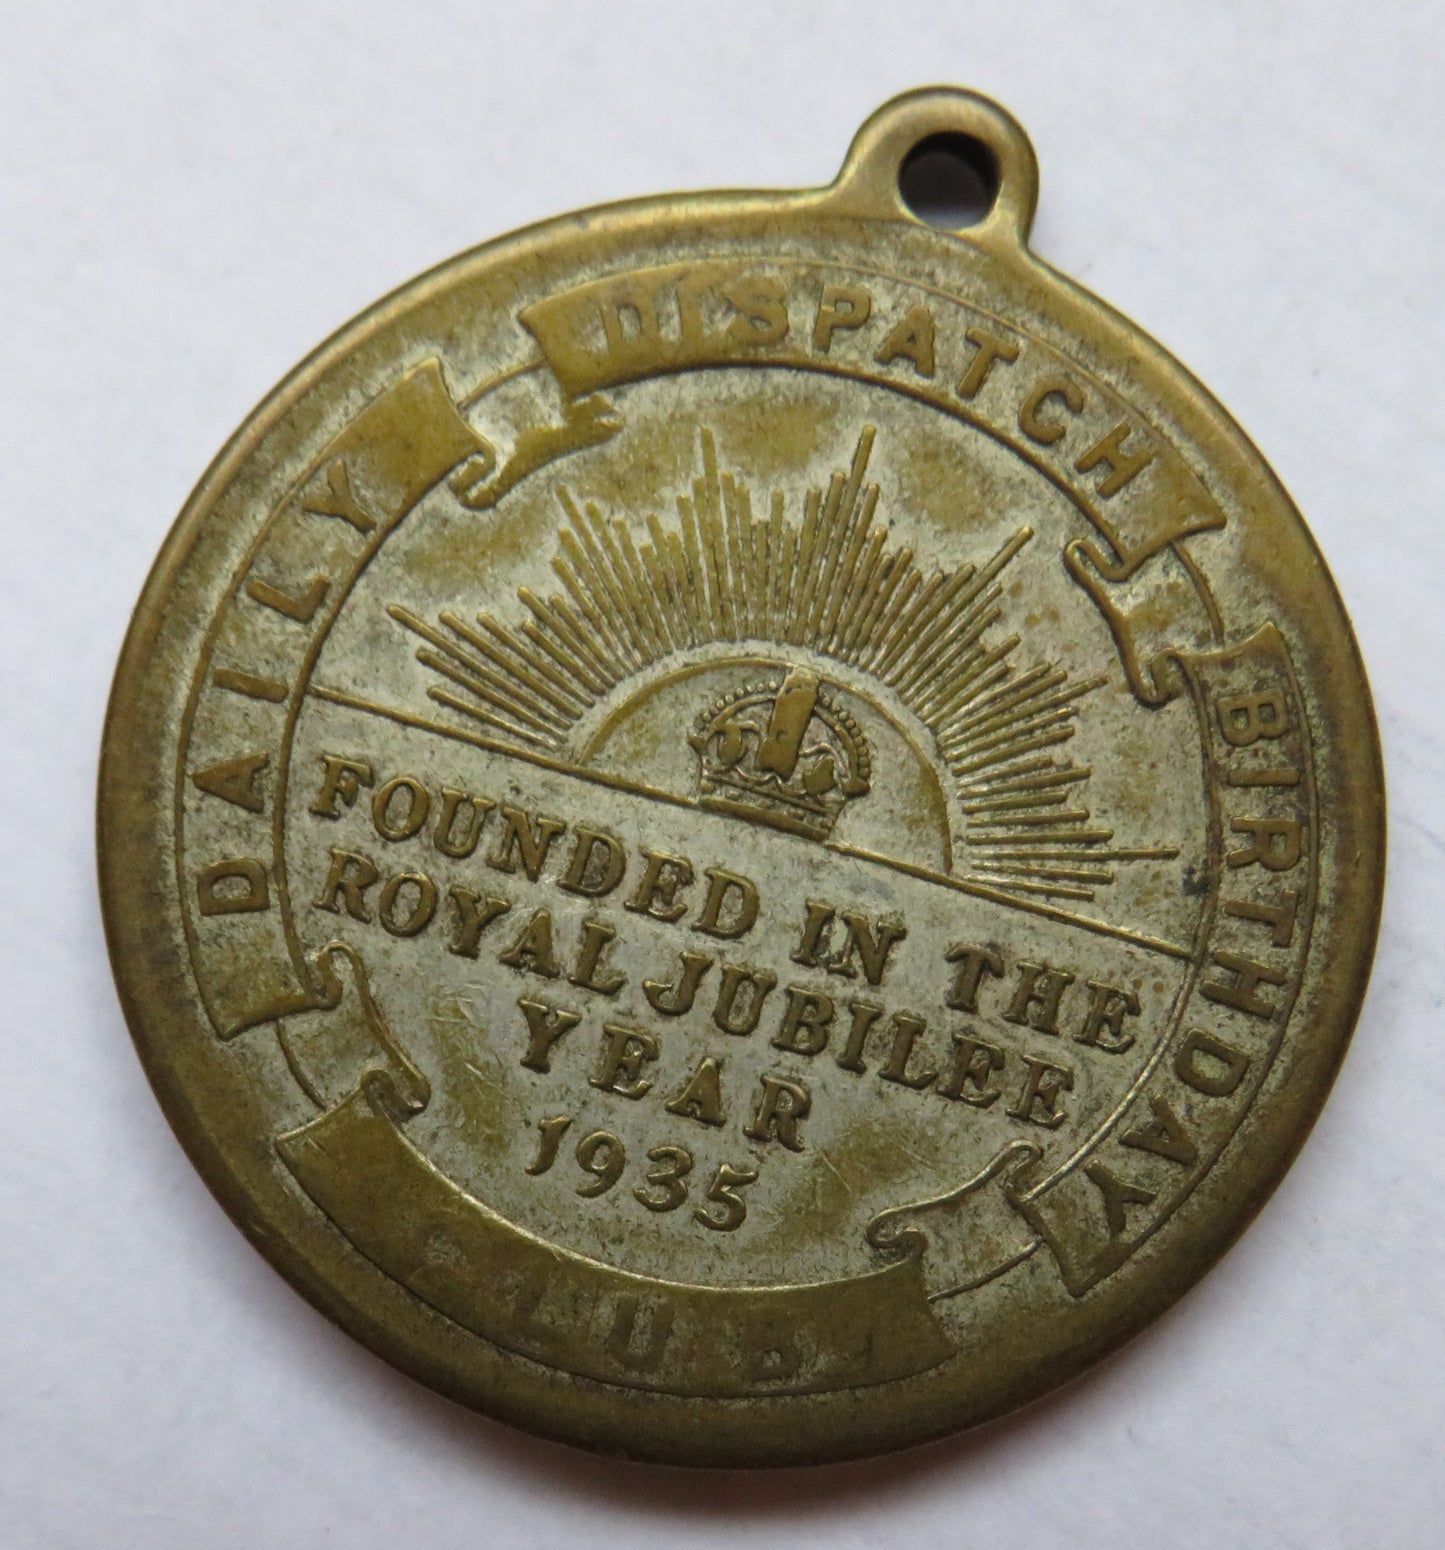 DAILY
DISPATCH
BIRTHDAY
FOUNDED IN THE
ROYAL JUBILEE
YEAR
1935